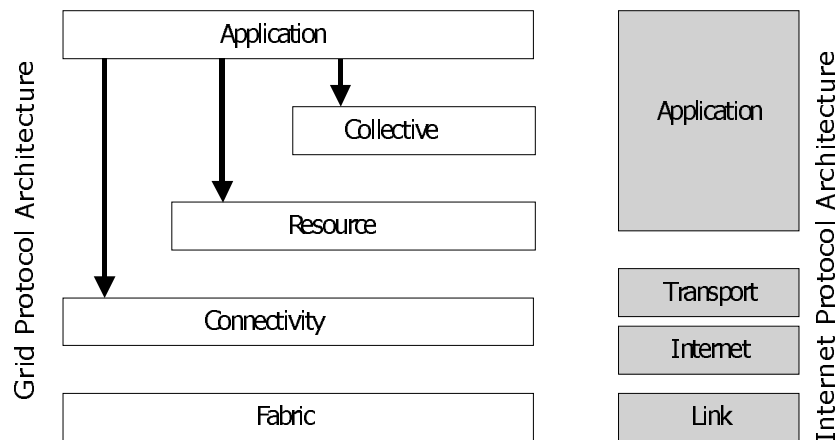 Grid Protocol Architecture
Application
Collective
Resource
Connectivity
Fabric
Application
Transport
Internet
Link
Internet Protocol Architecture